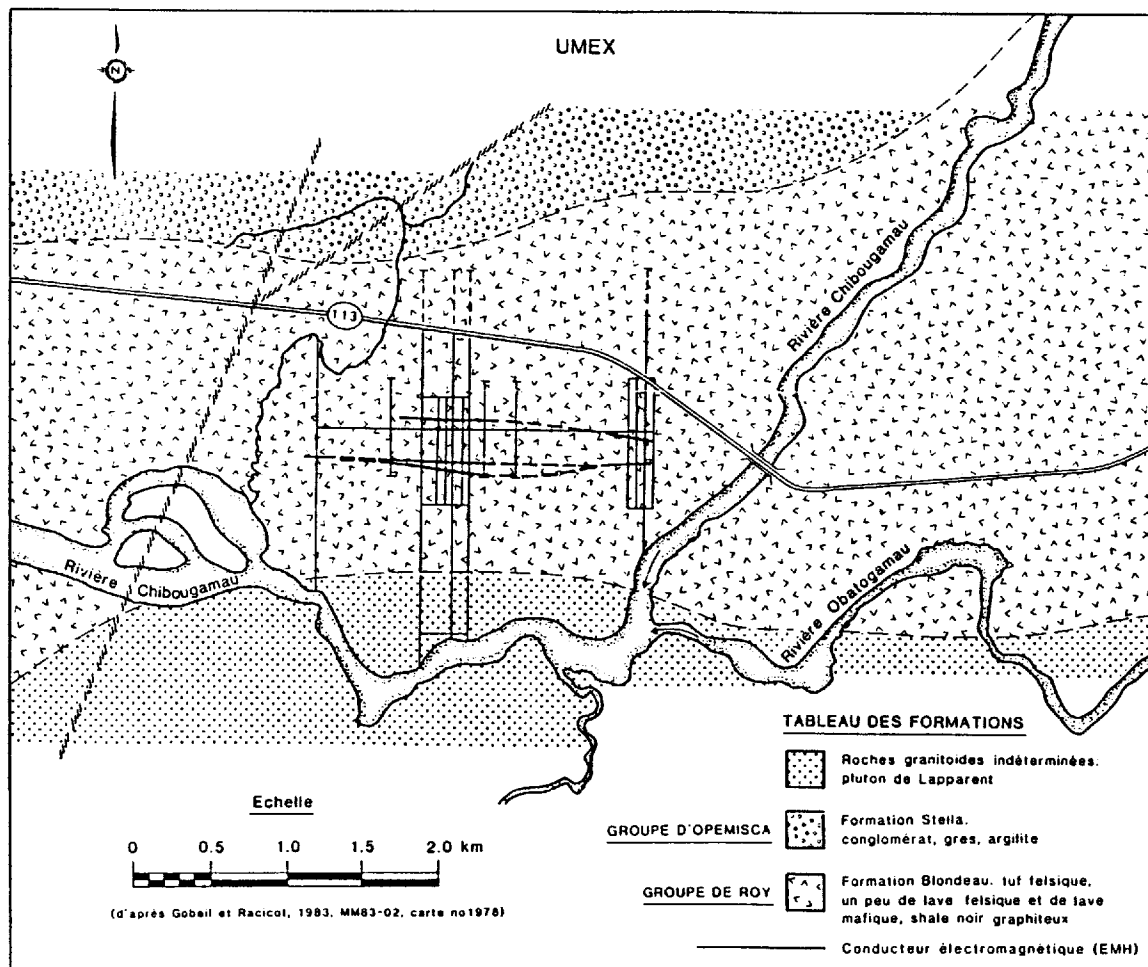 UMEX
N
113
Rivière Chibougamau
Rivière Chibougamau
Rivière Obatogamau
TABLEAU DES FORMATIONS
Roches granitoides indéterminées:
pluton de Lapparent
GROUPE D'OPEMISCA
Formation Stella.
conglomérat, gres, argilite
GROUPE DE ROY
Formation Blondeau. tuf felsique,
un peu de lave felsique et de lave
mafique, shale noir graphiteux
Conducteur électromagnétique (EMH)
Echelle
0 0.5 1.0 1.5 2.0 km
(d'après Gobeil et Racicot, 1983, MM83-02, carte no1978)